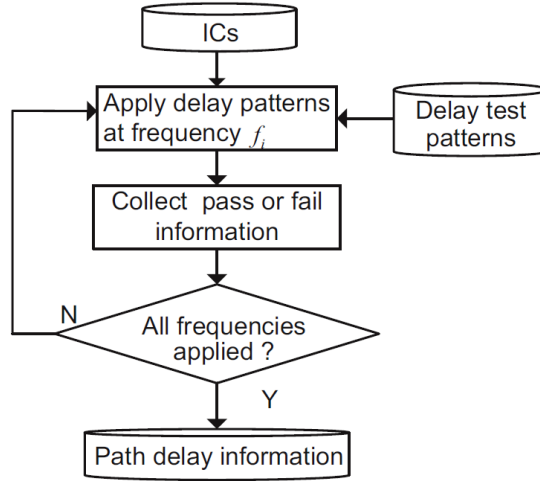 ICs
Apply delay patterns
at frequency f_i
Delay test
patterns
Collect pass or fail
information
N
All frequencies
applied ?
Y
Path delay information